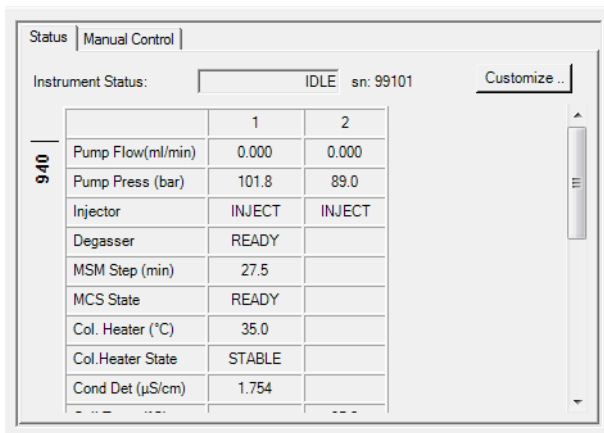 Status Manual Control
Instrument Status: IDLE sn: 99101 Customize ..
940
1 2
Pump Flow(ml/min) 0.000 0.000
Pump Press (bar) 101.8 89.0
Injector INJECT INJECT
Degasser READY
MSM Step (min) 27.5
MCS State READY
Col. Heater (°C) 35.0
Col.Heater State STABLE
Cond Det (µS/cm) 1.754